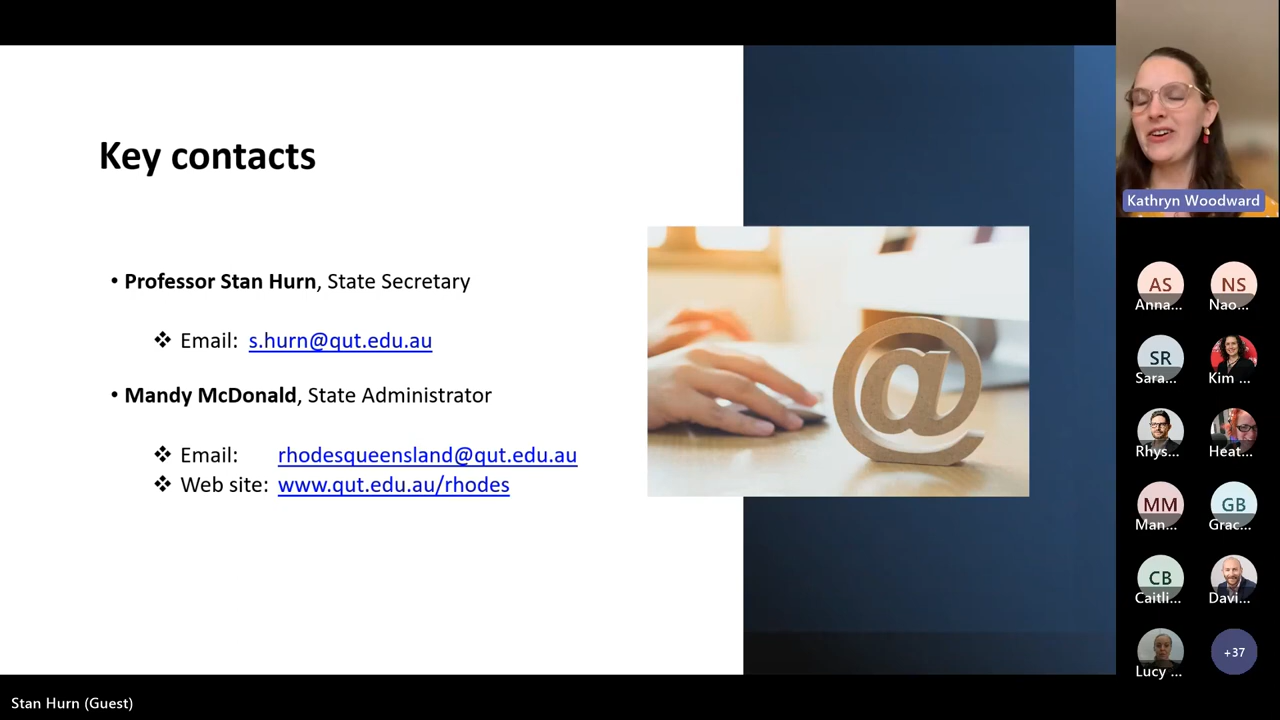 Key contacts
• Professor Stan Hurn, State Secretary
❖ Email: s.hurn@qut.edu.au
• Mandy McDonald, State Administrator
❖ Email: rhodesqueensland@qut.edu.au
❖ Web site: www.qut.edu.au/rhodes
@
Kathryn Woodward
AS NS
Anna... Nao...
SR
Sara... Kim ...
Rhys... Heat...
MM GB
Man... Grac...
CB
Caitli... Davi...
+37
Lucy ...
Stan Hurn (Guest)